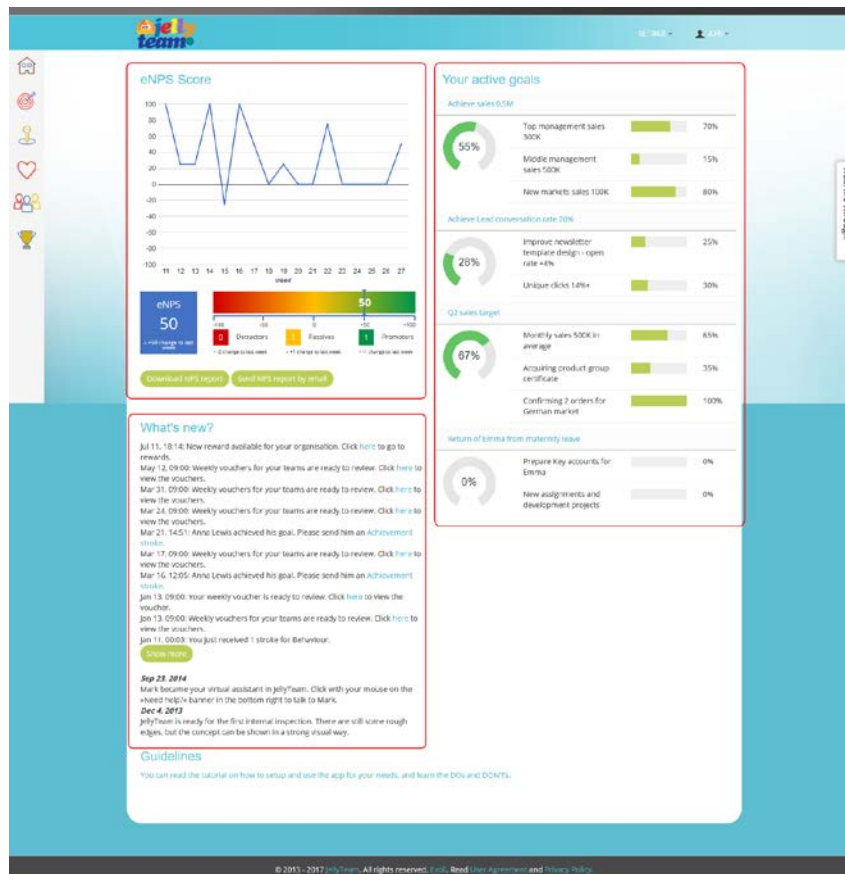 jelly
team
eNPS Score
100
80
60
40
20
0
-20
-40
-60
-80
-100
11 12 13 14 15 16 17 18 19 20 21 22 23 24 25 26 27
week
eNPS
50
+50 change to last week
50
-100 -50 0 +50 +100
0 Detractors 1 Passives 1 Promoters
Download NPS report Send NPS report by email
Your active goals
Achieve sales 0,5M
55%
Top management sales 500K 70%
Middle management sales 500K 15%
New markets sales 100K 80%
Achieve Lead conversation rate 20%
28%
Improve newsletter template design - open rate +4% 25%
Unique clicks 14%+ 30%
Q2 sales target
67%
Monthly sales 500K in average 65%
Acquiring product group certificate 35%
Confirming 2 orders for German market 100%
Return of Emma from maternity leave
0%
Prepare Key accounts for Emma 0%
New assignments and development projects 0%
What's new?
Jul 11, 18:14: New reward available for your organisation. Click here to go to
rewards.
May 12, 09:00: Weekly vouchers for your teams are ready to review. Click here to
view the vouchers.
Mar 31, 09:00: Weekly vouchers for your teams are ready to review. Click here to
view the vouchers.
Mar 24, 09:00: Weekly vouchers for your teams are ready to review. Click here to
view the vouchers.
Mar 21, 14:51: Anna Lewis achieved his goal. Please send him an Achievement
stroke.
Mar 17, 09:00: Weekly vouchers for your teams are ready to review. Click here to
view the vouchers.
Mar 16, 12:05: Anna Lewis achieved his goal. Please send him an Achievement
stroke.
Jan 13, 09:00: Your weekly voucher is ready to review. Click here to view the
voucher.
Jan 13, 09:00: Weekly vouchers for your teams are ready to review. Click here to
view the vouchers.
Jan 11, 00:03: You just received 1 stroke for Behaviour.
Show more
Sep 23, 2014
Mark became your virtual assistant in JellyTeam. Click with your mouse on the
»Need help?« banner in the bottom right to talk to Mark.
Dec 4, 2013
JellyTeam is ready for the first internal inspection. There are still some rough
edges, but the concept can be shown in a strong visual way.
Guidelines
You can read the tutorial on how to setup and use the app for your needs, and learn the DOs and DON'Ts.
© 2013 - 2017 JellyTeam, All rights reserved, Read User Agreement and Privacy Policy